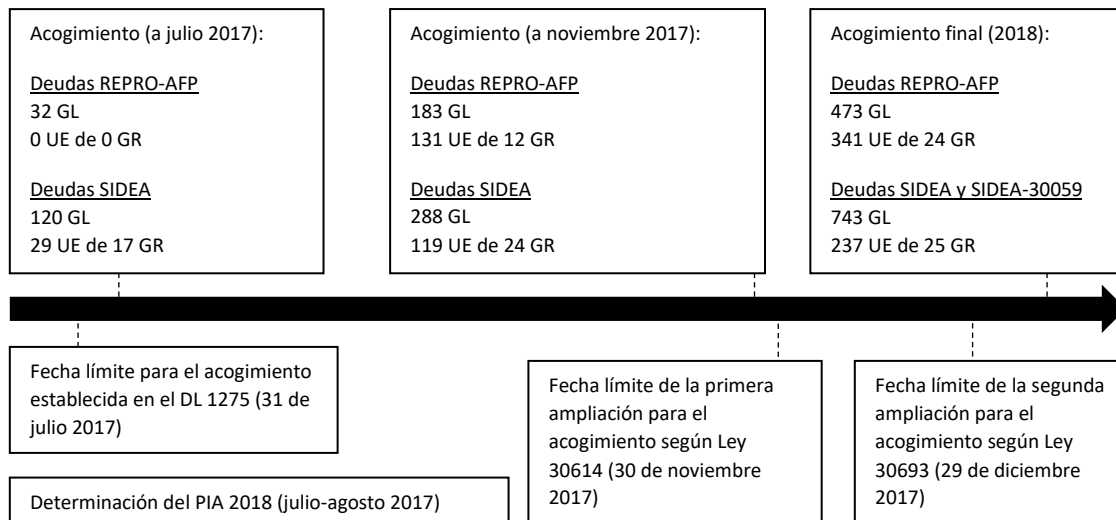 Acogimiento (a julio 2017):
Deudas REPRO-AFP
32 GL
0 UE de 0 GR
Deudas SIDEA
120 GL
29 UE de 17 GR
Acogimiento (a noviembre 2017):
Deudas REPRO-AFP
183 GL
131 UE de 12 GR
Deudas SIDEA
288 GL
119 UE de 24 GR
Acogimiento final (2018):
Deudas REPRO-AFP
473 GL
341 UE de 24 GR
Deudas SIDEA y SIDEA-30059
743 GL
237 UE de 25 GR
Fecha límite para el acogimiento
establecida en el DL 1275 (31 de
julio 2017)
Determinación del PIA 2018 (julio-agosto 2017)
Fecha límite de la primera
ampliación para el
acogimiento según Ley
30614 (30 de noviembre
2017)
Fecha límite de la segunda
ampliación para el
acogimiento según Ley
30693 (29 de diciembre
2017)